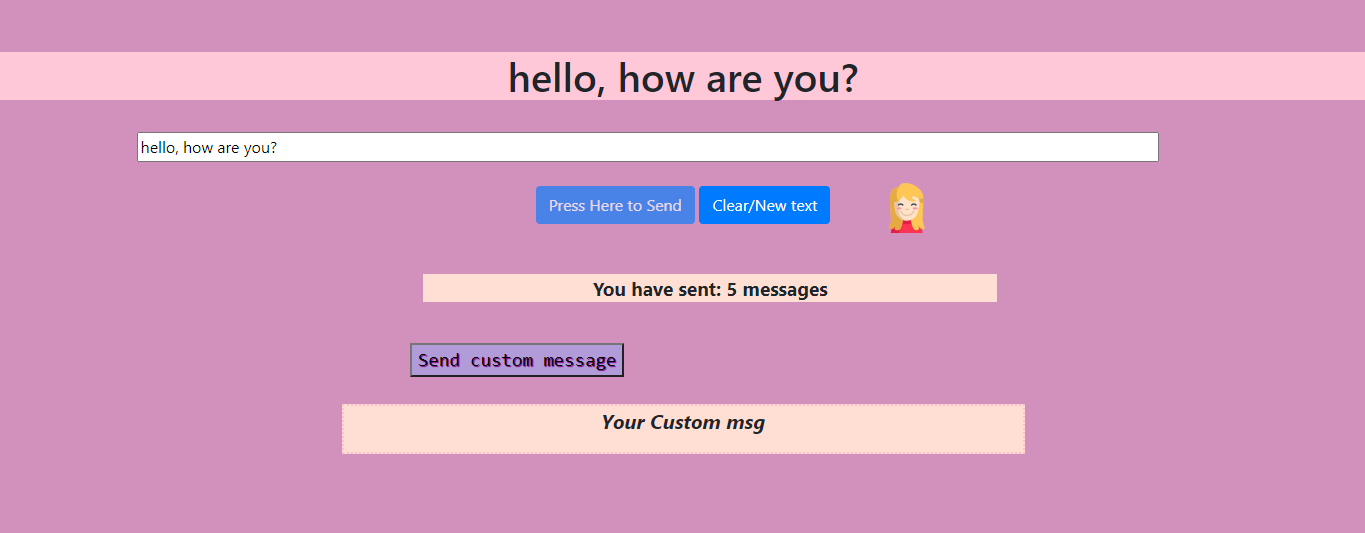 hello, how are you?
hello, how are you?
Press Here to Send
Clear/New text
You have sent: 5 messages
Send custom message
Your Custom msg